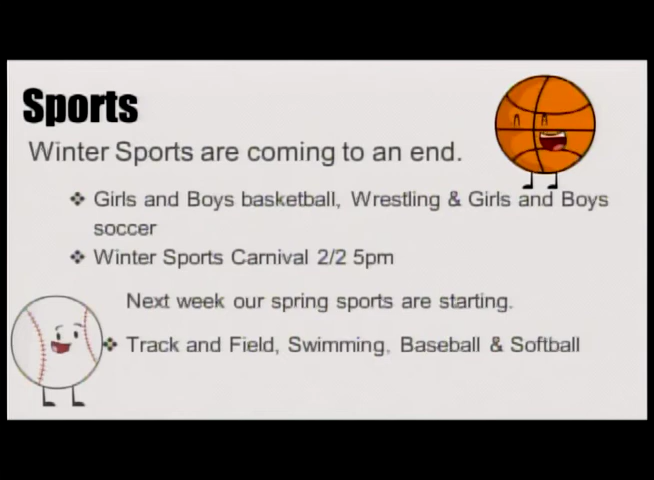 Sports
Winter Sports are coming to an end.
❖ Girls and Boys basketball, Wrestling & Girls and Boys
soccer
❖ Winter Sports Carnival 2/2 5pm
Next week our spring sports are starting.
❖ Track and Field, Swimming, Baseball & Softball